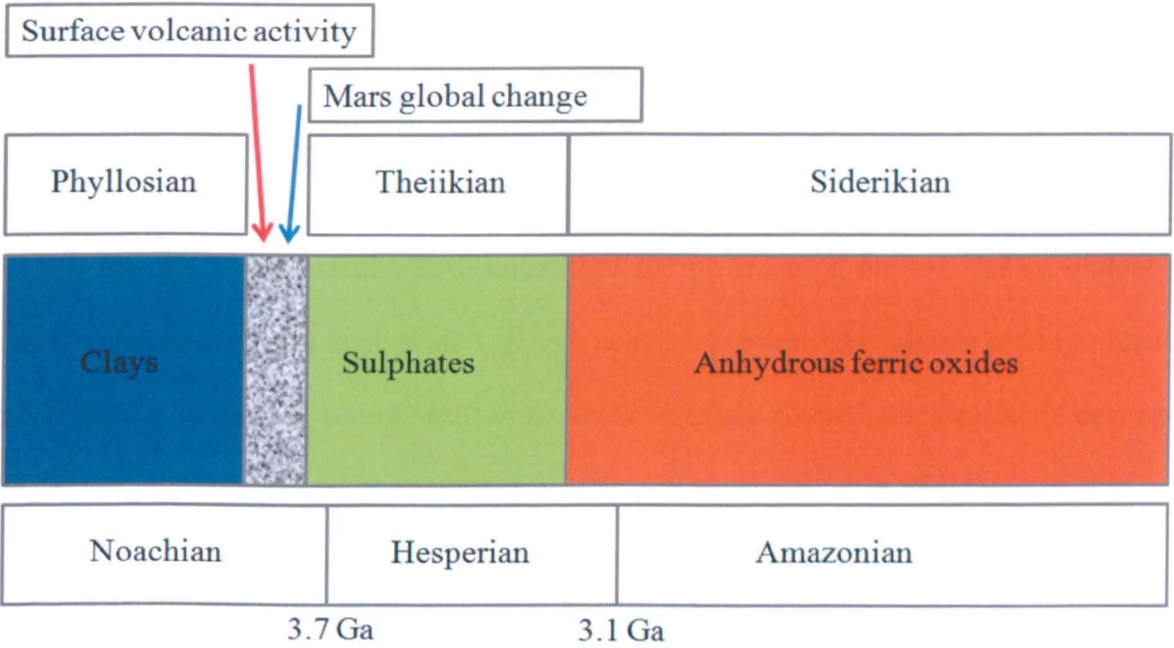 Surface volcanic activity
Mars global change
Phyllosian
Theiikian
Siderikian
Clays
Sulphates
Anhydrous ferric oxides
Noachian
Hesperian
Amazonian
3.7 Ga
3.1 Ga